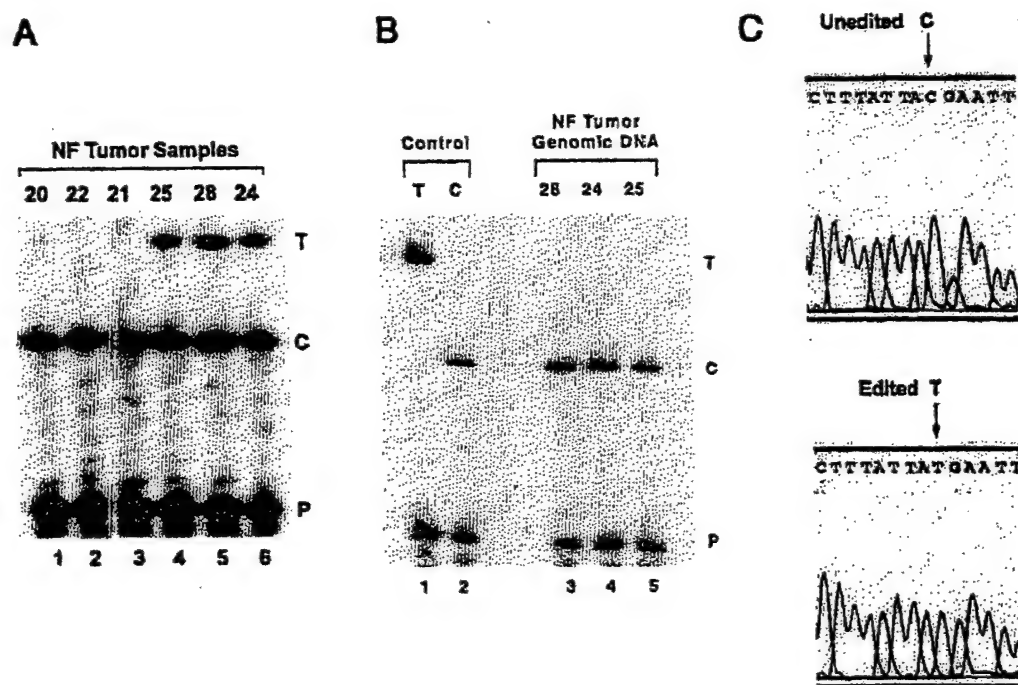 A
NF Tumor Samples
20 22 21 25 28 24
T
C
P
1 2 3 4 5 6
B
Control
NF Tumor
Genomic DNA
T C 28 24 25
T
C
P
1 2 3 4 5
C
Unedited C
CTTTATTACGAATT
Edited T
CTTTATTATGAATT